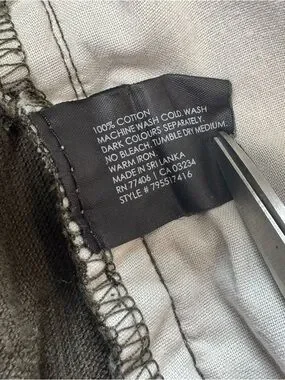 100% COTTON
MACHINE WASH COLD. WASH
DARK COLOURS SEPARATELY.
NO BLEACH. TUMBLE DRY MEDIUM.
WARM IRON.
MADE IN SRI LANKA
RN 77406 | CA 03234
STYLE # 795517416